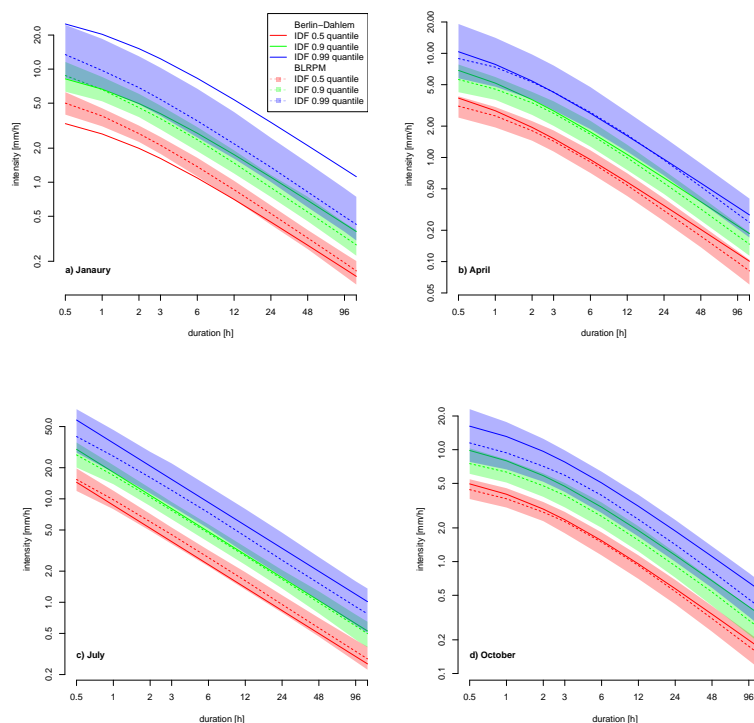 Berlin−Dahlem
IDF 0.5 quantile
IDF 0.9 quantile
IDF 0.99 quantile
BLRPM
IDF 0.5 quantile
IDF 0.9 quantile
IDF 0.99 quantile
intensity [mm/h]
20.0
10.0
5.0
2.0
1.0
0.5
0.2
a) Janaury
0.5 1 2 3 6 12 24 48 96
duration [h]
intensity [mm/h]
10.00
5.00
2.00
1.00
0.50
0.20
0.10
0.05
b) April
0.5 1 2 3 6 12 24 48 96
duration [h]
intensity [mm/h]
50.0
20.0
10.0
5.0
2.0
1.0
0.5
0.2
c) July
0.5 1 2 3 6 12 24 48 96
duration [h]
intensity [mm/h]
20.0
10.0
5.0
2.0
1.0
0.5
0.2
0.1
d) October
0.5 1 2 3 6 12 24 48 96
duration [h]